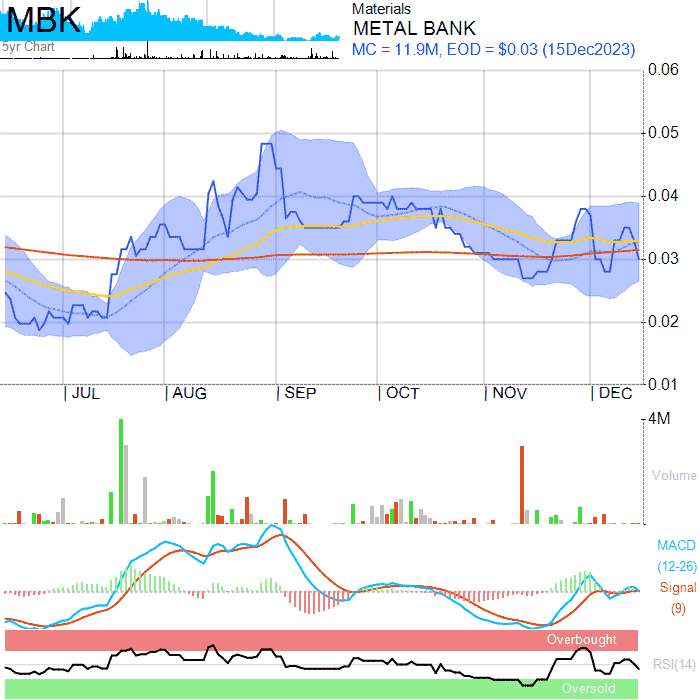 MBK
5yr Chart
Materials
METAL BANK
MC = 11.9M, EOD = $0.03 (15Dec2023)
0.06
0.05
0.04
0.03
0.02
0.01
JUL AUG SEP OCT NOV DEC
4M
Volume
MACD
(12-26)
Signal
(9)
Overbought
RSI(14)
Oversold